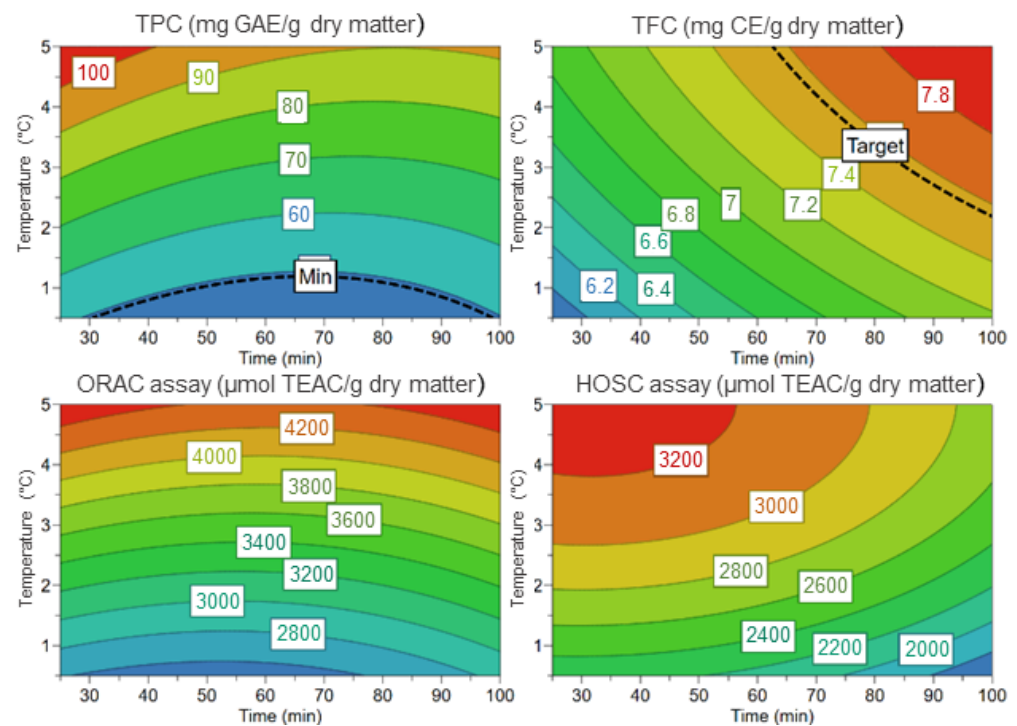 TPC (mg GAE/g dry matter)
TFC (mg CE/g dry matter)
Temperature (°C)
5
4
3
2
1
100
90
80
70
60
Min
30 40 50 60 70 80 90 100
Time (min)
Temperature (°C)
5
4
3
2
1
7.8
Target
7.4
7.2
7
6.8
6.6
6.4
6.2
30 40 50 60 70 80 90 100
Time (min)
ORAC assay (µmol TEAC/g dry matter)
HOSC assay (µmol TEAC/g dry matter)
Temperature (°C)
5
4
3
2
1
4200
4000
3800
3600
3400
3200
3000
2800
30 40 50 60 70 80 90 100
Time (min)
Temperature (°C)
5
4
3
2
1
3200
3000
2800
2600
2400
2200
2000
30 40 50 60 70 80 90 100
Time (min)